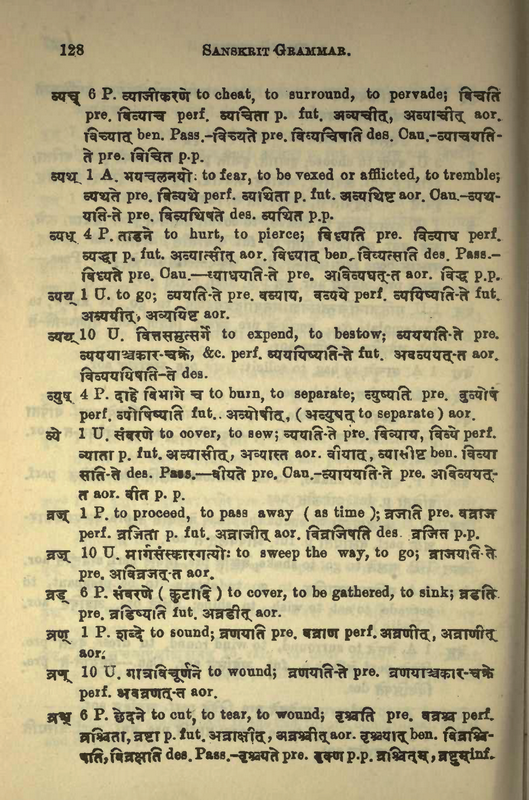 128 SANSKRIT GRAMMAR.
व्यच् 6 P. व्याजीकरणे to cheat, to surround, to pervade; विचति
pre. विव्याच perf. व्यचिता p. fut. अव्यचीत्, अव्याचीत् aor.
विच्यात् ben. Pass.-विच्यते pre. विव्यचिषति des. Cau.-व्याचयति-
ते pre. विचित p.p.
व्यथ् 1 A. भयचलनयोः to fear, to be vexed or afflicted, to tremble;
व्यथते pre. विव्यथे perf. व्यथिता p. fut. अव्यथिष्ट aor. Cau.-व्यथ-
यति-ते pre. विव्यथिषते des. व्यथित p.p.
व्यध् 4 P. ताडने to hurt, to pierce; विध्यति pre. विव्याध perf.
व्यद्धा p. fut. अव्यात्सीत् aor. विध्यात् ben. विव्यत्सति des. Pass.-
विध्यते pre. Cau.—व्याधयति-ते pre. अविव्यधत्-त aor. विद्ध p.p.
व्यय् 1 U. to go; व्ययति-ते pre. वव्याय, वव्यये perf. व्ययिष्यति-ते fut.
अव्ययीत्, अव्ययिष्ट aor.
व्यय् 10 U. वित्तसमुत्सर्गे to expend, to bestow; व्यययति-ते pre.
व्यययाञ्चकार-चक्रे, &c. perf. व्यययिष्यति-ते fut. अवव्ययत्-त aor.
विव्यययिषति-ते des.
व्युष् 4 P. दाहे विभागे च to burn, to separate; व्युष्यति pre. वुव्योष
perf. व्योषिष्यति fut. अव्योषीत्, ( अव्युषत् to separate ) aor.
व्ये 1 U. संवरणे to cover, to sew; व्ययति-ते pre. विव्याय, विव्ये perf.
व्याता p. fut. अव्यासीत्, अव्यास्त aor. वीयात्, व्यासीष्ट ben. विव्या
सति-ते des. Pass.—वीयते pre. Cau.-व्याययति-ते pre. अविव्ययत्-
त aor. वीत p. p.
व्रज् 1 P. to proceed, to pass away ( as time ); व्रजति pre. वव्राज
perf. व्रजिता p. fut. अव्राजीत् aor. विव्रजिषति des. व्रजित p.p.
व्रज् 10 U. मार्गसंस्कारगत्योः to sweep the way, to go; व्राजयति-ते
pre. अविव्रजत्-त aor.
व्रड् 6 P. संवरणे ( कुटादि ) to cover, to be gathered, to sink; व्रडति
pre. व्रडिष्यति fut. अव्रडीत् aor.
व्रण् 1 P. शब्दे to sound; व्रणयति pre. वव्राण perf. अव्रणीत्, अव्राणीत्
aor.
व्रण् 10 U. गात्रविचूर्णने to wound; व्रणयति-ते pre. व्रणयाञ्चकार-चक्रे
perf. अवव्रणत्-त aor.
व्रश्च् 6 P. छेदने to cut, to tear, to wound; वृश्चति pre. वव्रश्च perf.
व्रश्चिता, व्रष्टा p. fut. अव्राक्षीत्, अव्रश्चीत् aor. वृश्च्यात् ben. विव्रश्चि-
षति, विव्रक्षति des. Pass.-वृश्च्यते pre. वृक्ण p.p. व्रश्चितुम्, व्रष्टुम् inf.